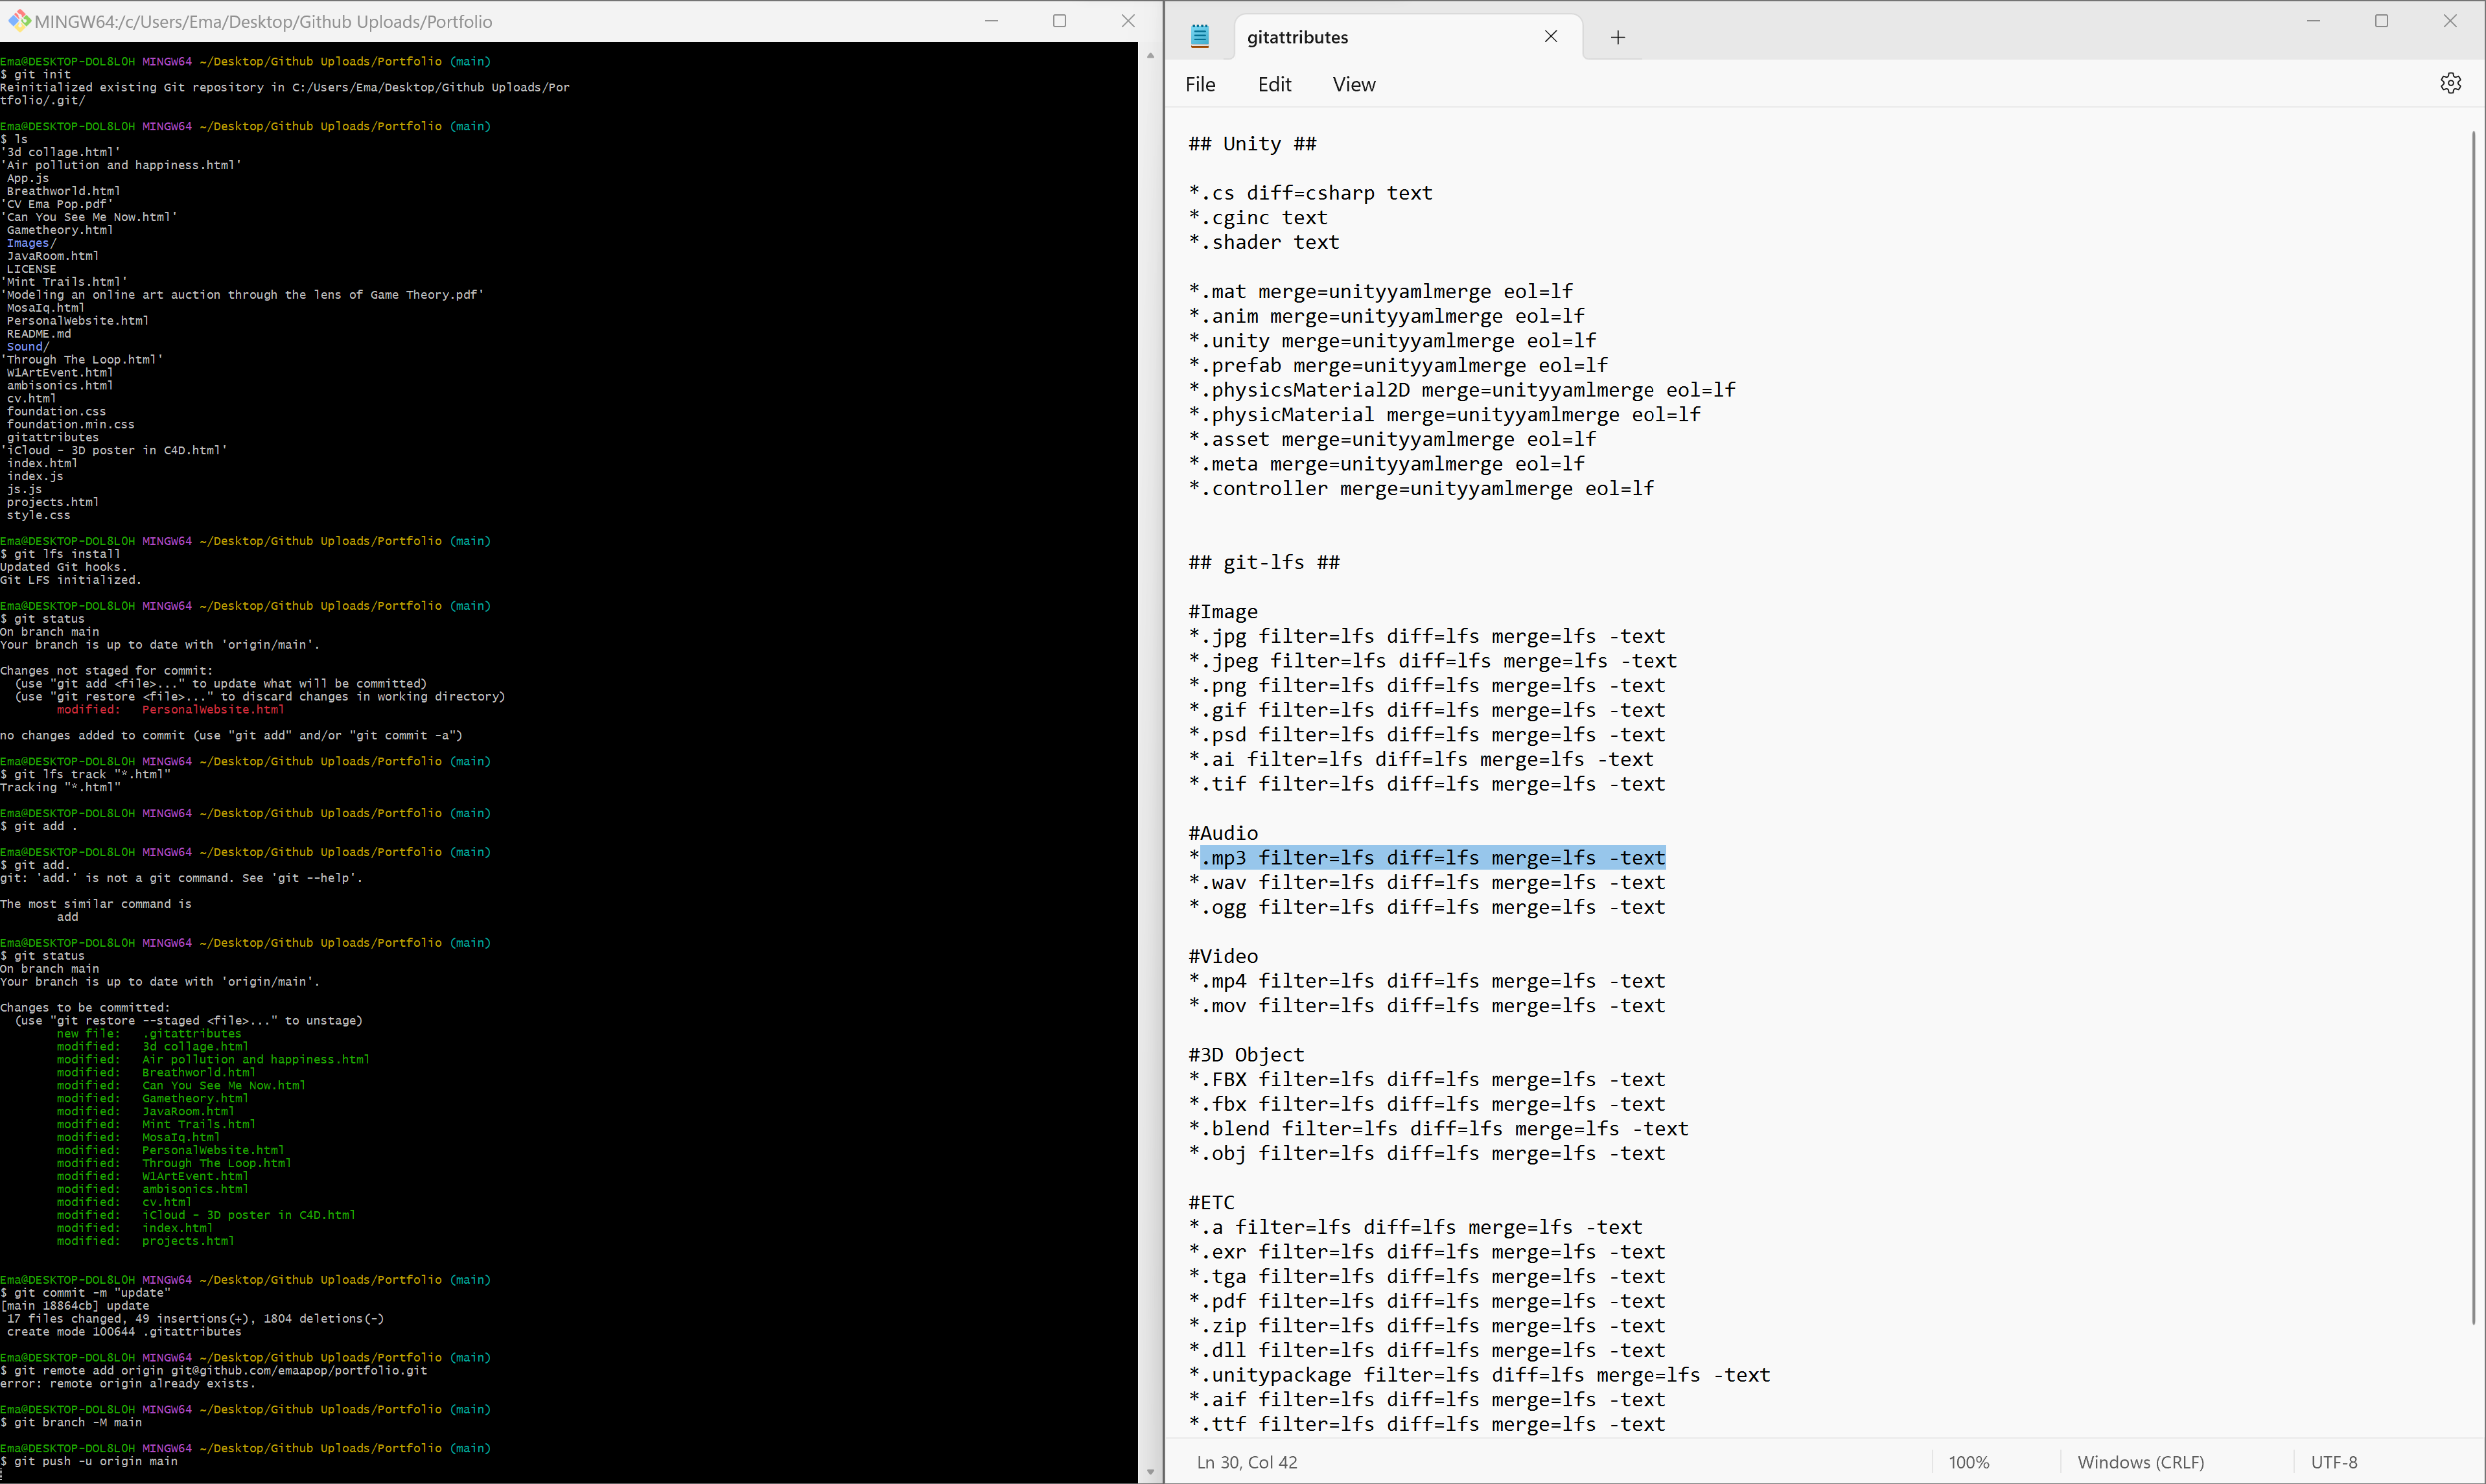 MINGW64:/c/Users/Ema/Desktop/Github Uploads/Portfolio
Ema@DESKTOP-DOL8LOH MINGW64 ~/Desktop/Github Uploads/Portfolio (main)
$ git init
Reinitialized existing Git repository in C:/Users/Ema/Desktop/Github Uploads/Por
tfolio/.git/
Ema@DESKTOP-DOL8LOH MINGW64 ~/Desktop/Github Uploads/Portfolio (main)
$ ls
'3d collage.html'
'Air pollution and happiness.html'
App.js
Breathworld.html
'CV Ema Pop.pdf'
'Can You See Me Now.html'
Gametheory.html
Images/
JavaRoom.html
LICENSE
'Mint Trails.html'
'Modeling an online art auction through the lens of Game Theory.pdf'
MosaIq.html
PersonalWebsite.html
README.md
Sound/
'Through The Loop.html'
W1ArtEvent.html
ambisonics.html
cv.html
foundation.css
foundation.min.css
gitattributes
'iCloud - 3D poster in C4D.html'
index.html
index.js
js.js
projects.html
style.css
Ema@DESKTOP-DOL8LOH MINGW64 ~/Desktop/Github Uploads/Portfolio (main)
$ git lfs install
Updated Git hooks.
Git LFS initialized.
Ema@DESKTOP-DOL8LOH MINGW64 ~/Desktop/Github Uploads/Portfolio (main)
$ git status
On branch main
Your branch is up to date with 'origin/main'.
Changes not staged for commit:
(use "git add <file>..." to update what will be committed)
(use "git restore <file>..." to discard changes in working directory)
modified: PersonalWebsite.html
no changes added to commit (use "git add" and/or "git commit -a")
Ema@DESKTOP-DOL8LOH MINGW64 ~/Desktop/Github Uploads/Portfolio (main)
$ git lfs track "*.html"
Tracking "*.html"
Ema@DESKTOP-DOL8LOH MINGW64 ~/Desktop/Github Uploads/Portfolio (main)
$ git add .
Ema@DESKTOP-DOL8LOH MINGW64 ~/Desktop/Github Uploads/Portfolio (main)
$ git add.
git: 'add.' is not a git command. See 'git --help'.
The most similar command is
add
Ema@DESKTOP-DOL8LOH MINGW64 ~/Desktop/Github Uploads/Portfolio (main)
$ git status
On branch main
Your branch is up to date with 'origin/main'.
Changes to be committed:
(use "git restore --staged <file>..." to unstage)
new file: .gitattributes
modified: 3d collage.html
modified: Air pollution and happiness.html
modified: Breathworld.html
modified: Can You See Me Now.html
modified: Gametheory.html
modified: JavaRoom.html
modified: Mint Trails.html
modified: MosaIq.html
modified: PersonalWebsite.html
modified: Through The Loop.html
modified: W1ArtEvent.html
modified: ambisonics.html
modified: cv.html
modified: iCloud - 3D poster in C4D.html
modified: index.html
modified: projects.html
Ema@DESKTOP-DOL8LOH MINGW64 ~/Desktop/Github Uploads/Portfolio (main)
$ git commit -m "update"
[main 18864cb] update
17 files changed, 49 insertions(+), 1804 deletions(-)
create mode 100644 .gitattributes
Ema@DESKTOP-DOL8LOH MINGW64 ~/Desktop/Github Uploads/Portfolio (main)
$ git remote add origin git@github.com/emaapop/portfolio.git
error: remote origin already exists.
Ema@DESKTOP-DOL8LOH MINGW64 ~/Desktop/Github Uploads/Portfolio (main)
$ git branch -M main
Ema@DESKTOP-DOL8LOH MINGW64 ~/Desktop/Github Uploads/Portfolio (main)
$ git push -u origin main
gitattributes
File Edit View
## Unity ##
*.cs diff=csharp text
*.cginc text
*.shader text
*.mat merge=unityyamlmerge eol=lf
*.anim merge=unityyamlmerge eol=lf
*.unity merge=unityyamlmerge eol=lf
*.prefab merge=unityyamlmerge eol=lf
*.physicsMaterial2D merge=unityyamlmerge eol=lf
*.physicMaterial merge=unityyamlmerge eol=lf
*.asset merge=unityyamlmerge eol=lf
*.meta merge=unityyamlmerge eol=lf
*.controller merge=unityyamlmerge eol=lf
## git-lfs ##
#Image
*.jpg filter=lfs diff=lfs merge=lfs -text
*.jpeg filter=lfs diff=lfs merge=lfs -text
*.png filter=lfs diff=lfs merge=lfs -text
*.gif filter=lfs diff=lfs merge=lfs -text
*.psd filter=lfs diff=lfs merge=lfs -text
*.ai filter=lfs diff=lfs merge=lfs -text
*.tif filter=lfs diff=lfs merge=lfs -text
#Audio
*.mp3 filter=lfs diff=lfs merge=lfs -text
*.wav filter=lfs diff=lfs merge=lfs -text
*.ogg filter=lfs diff=lfs merge=lfs -text
#Video
*.mp4 filter=lfs diff=lfs merge=lfs -text
*.mov filter=lfs diff=lfs merge=lfs -text
#3D Object
*.FBX filter=lfs diff=lfs merge=lfs -text
*.fbx filter=lfs diff=lfs merge=lfs -text
*.blend filter=lfs diff=lfs merge=lfs -text
*.obj filter=lfs diff=lfs merge=lfs -text
#ETC
*.a filter=lfs diff=lfs merge=lfs -text
*.exr filter=lfs diff=lfs merge=lfs -text
*.tga filter=lfs diff=lfs merge=lfs -text
*.pdf filter=lfs diff=lfs merge=lfs -text
*.zip filter=lfs diff=lfs merge=lfs -text
*.dll filter=lfs diff=lfs merge=lfs -text
*.unitypackage filter=lfs diff=lfs merge=lfs -text
*.aif filter=lfs diff=lfs merge=lfs -text
*.ttf filter=lfs diff=lfs merge=lfs -text
Ln 30, Col 42 100% Windows (CRLF) UTF-8